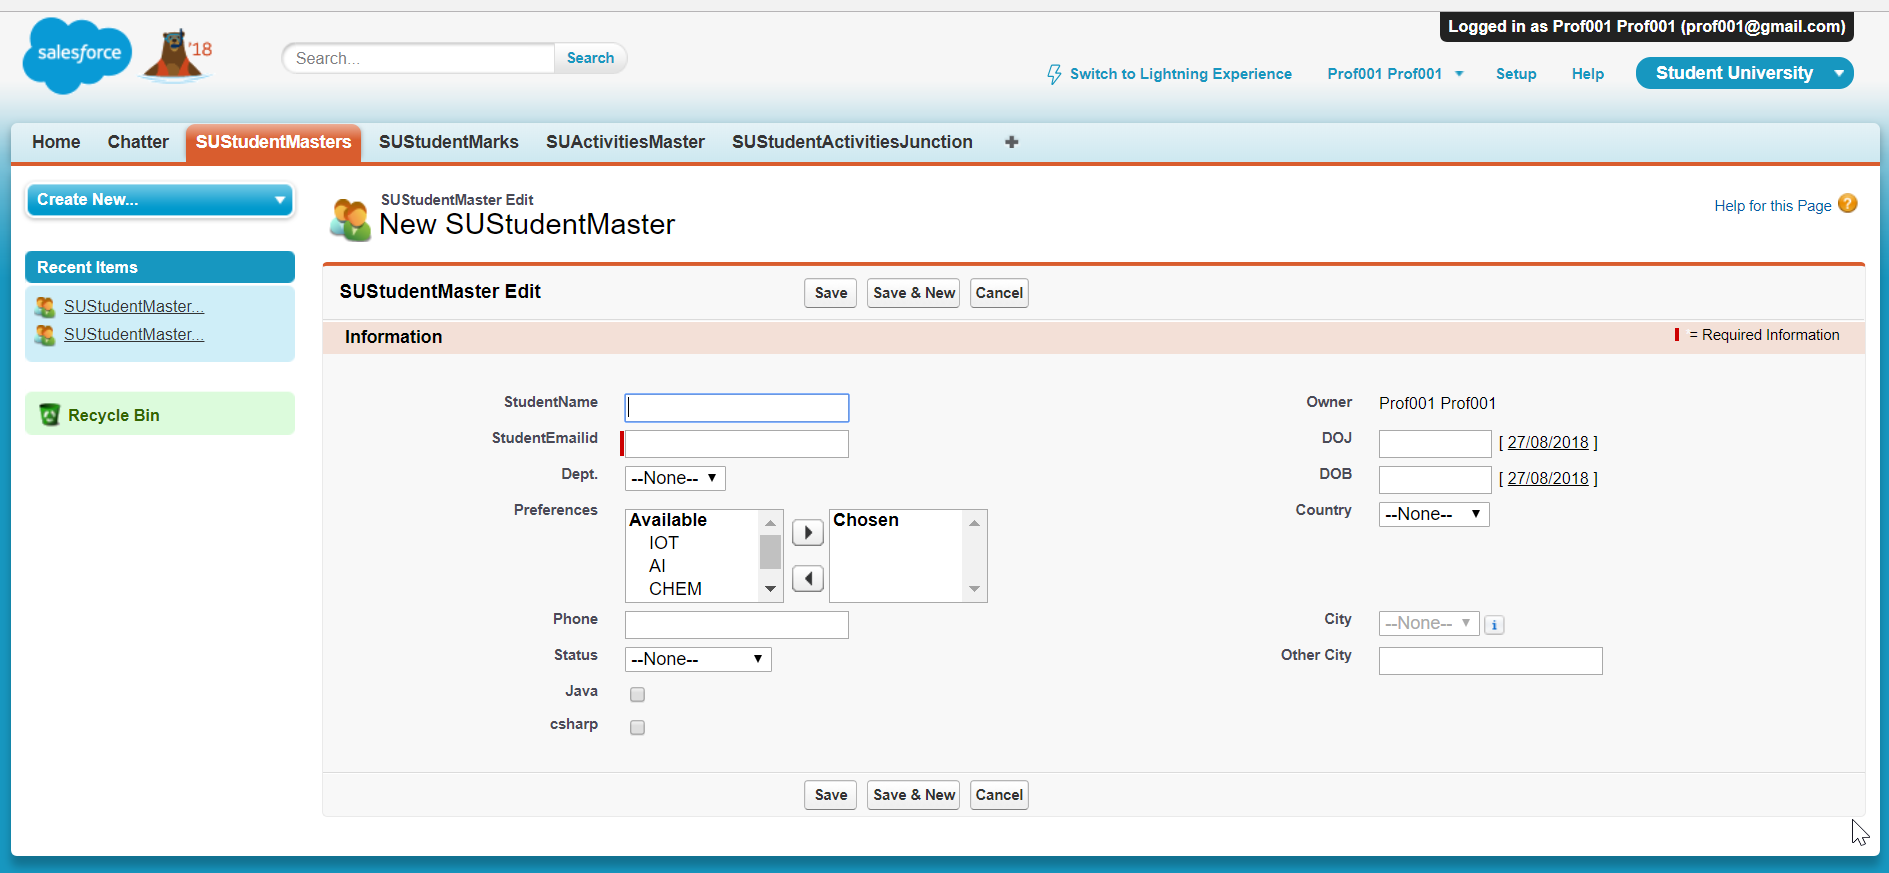 Logged in as Prof001 Prof001 (prof001@gmail.com)
salesforce
'18
Search...
Search
Switch to Lightning Experience
Prof001 Prof001
Setup
Help
Student University
Home
Chatter
SUStudentMasters
SUStudentMarks
SUActivitiesMaster
SUStudentActivitiesJunction
Create New...
Recent Items
SUStudentMaster...
SUStudentMaster...
Recycle Bin
SUStudentMaster Edit
New SUStudentMaster
Help for this Page
SUStudentMaster Edit
Save
Save & New
Cancel
Information
= Required Information
StudentName
Owner
Prof001 Prof001
StudentEmailid
DOJ
[ 27/08/2018 ]
Dept.
--None--
DOB
[ 27/08/2018 ]
Preferences
Available
IOT
AI
CHEM
Chosen
Country
--None--
Phone
City
--None--
Status
--None--
Other City
Java
csharp
Save
Save & New
Cancel